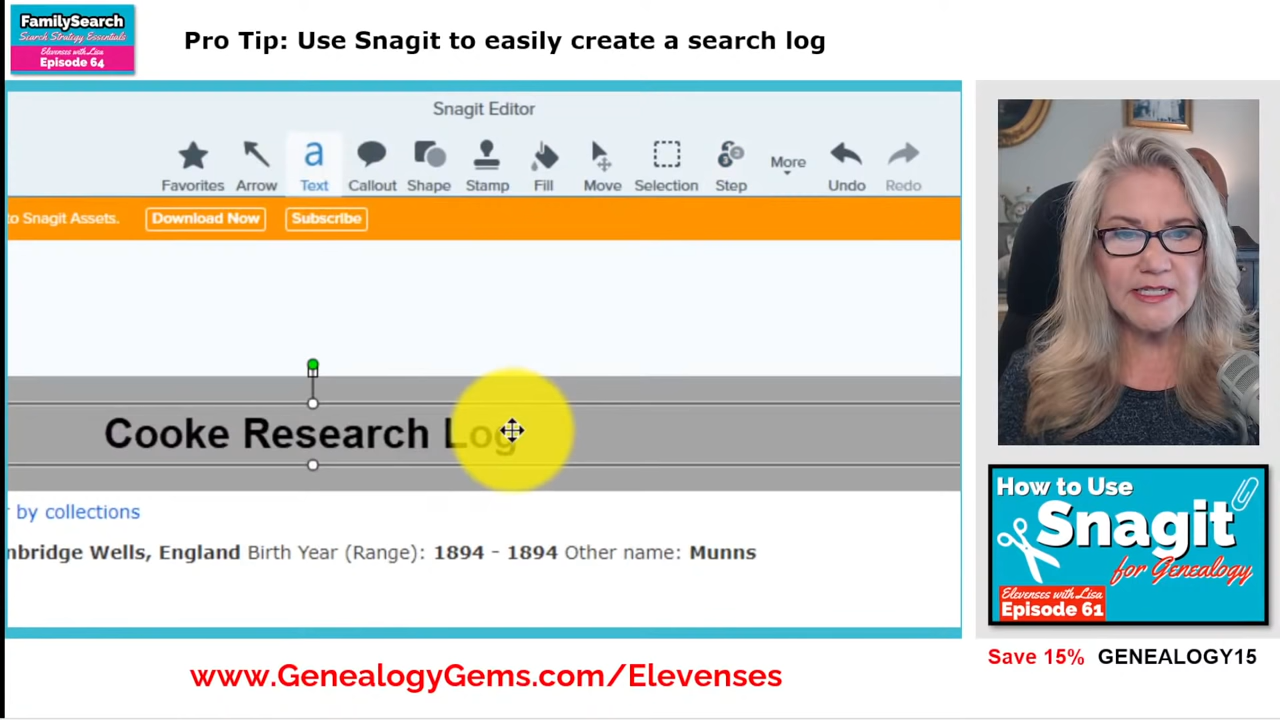 FamilySearch
Search Strategy Essentials
Elevenses with Lisa
Episode 64
Pro Tip: Use Snagit to easily create a search log
Snagit Editor
Favorites Arrow a Text Callout Shape Stamp Fill Move Selection 3 2 3 Step More Undo Redo
to Snagit Assets. Download Now Subscribe
Cooke Research Log
r by collections
nbridge Wells, England Birth Year (Range): 1894 - 1894 Other name: Munns
How to Use
Snagit
for Genealogy
Elevenses with Lisa
Episode 61
Save 15% GENEALOGY15
www.GenealogyGems.com/Elevenses